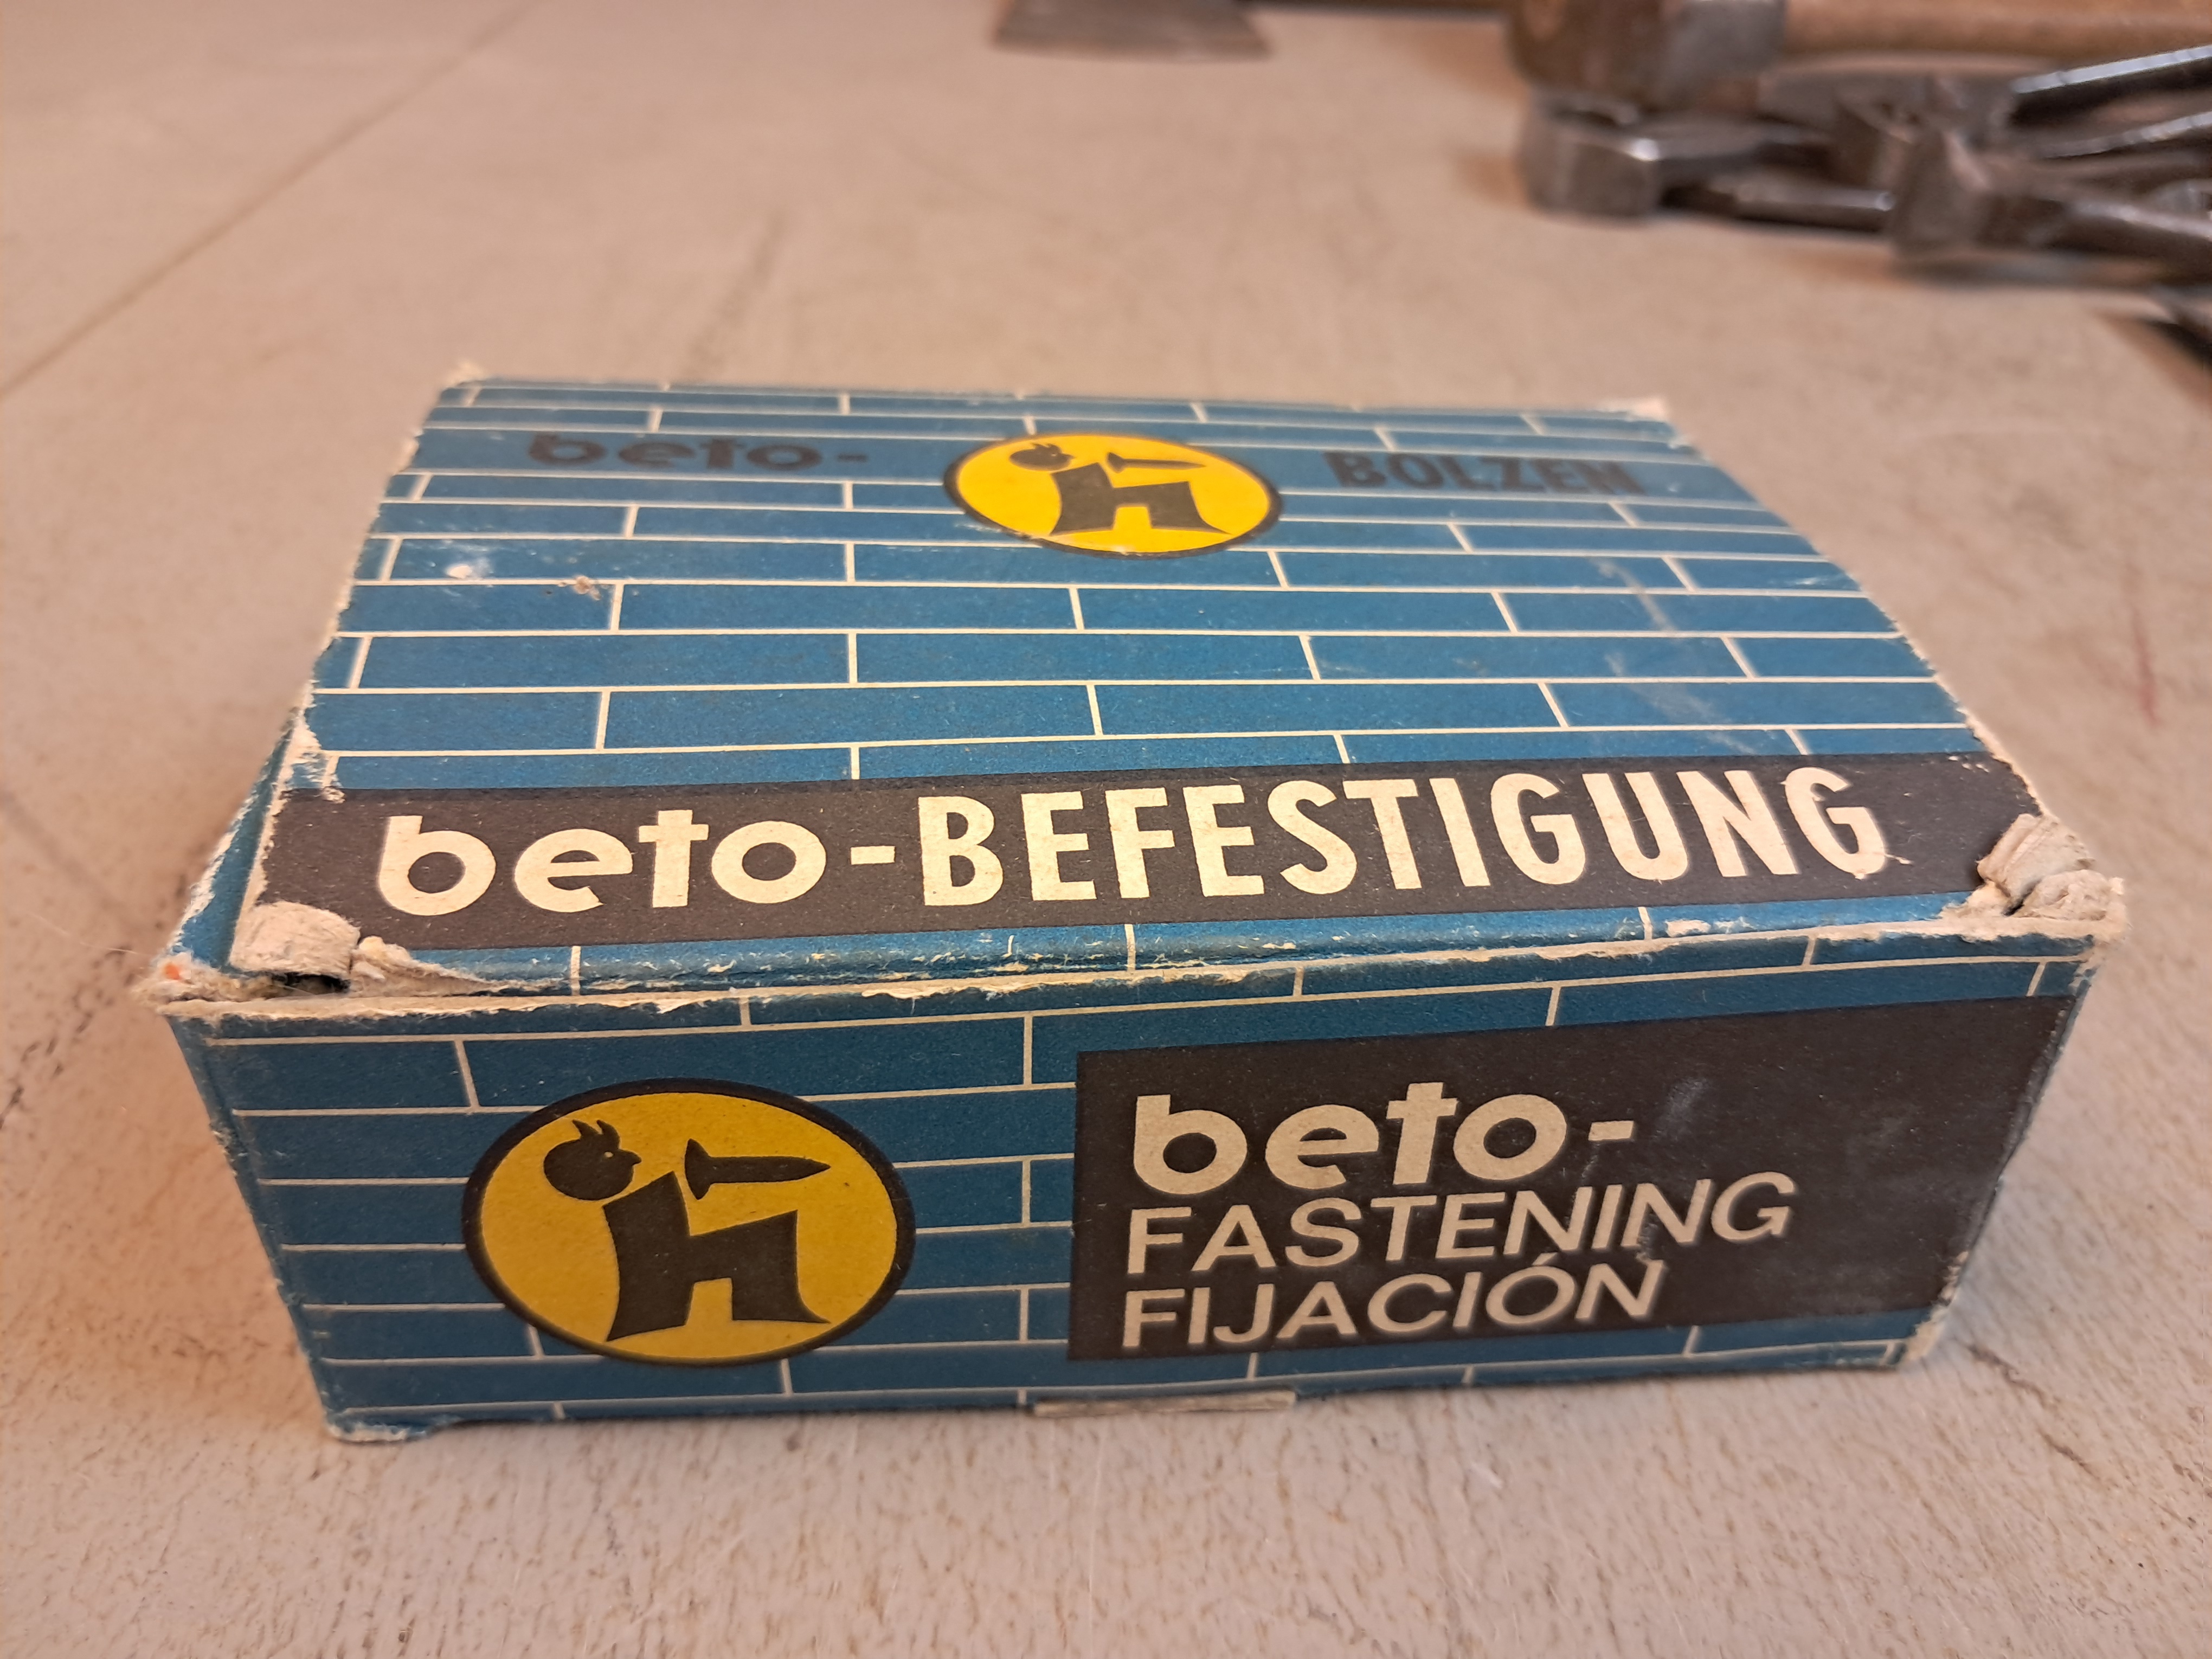 beto- BOLZEN
beto-BEFESTIGUNG
beto-
FASTENING
FIJACIÓN